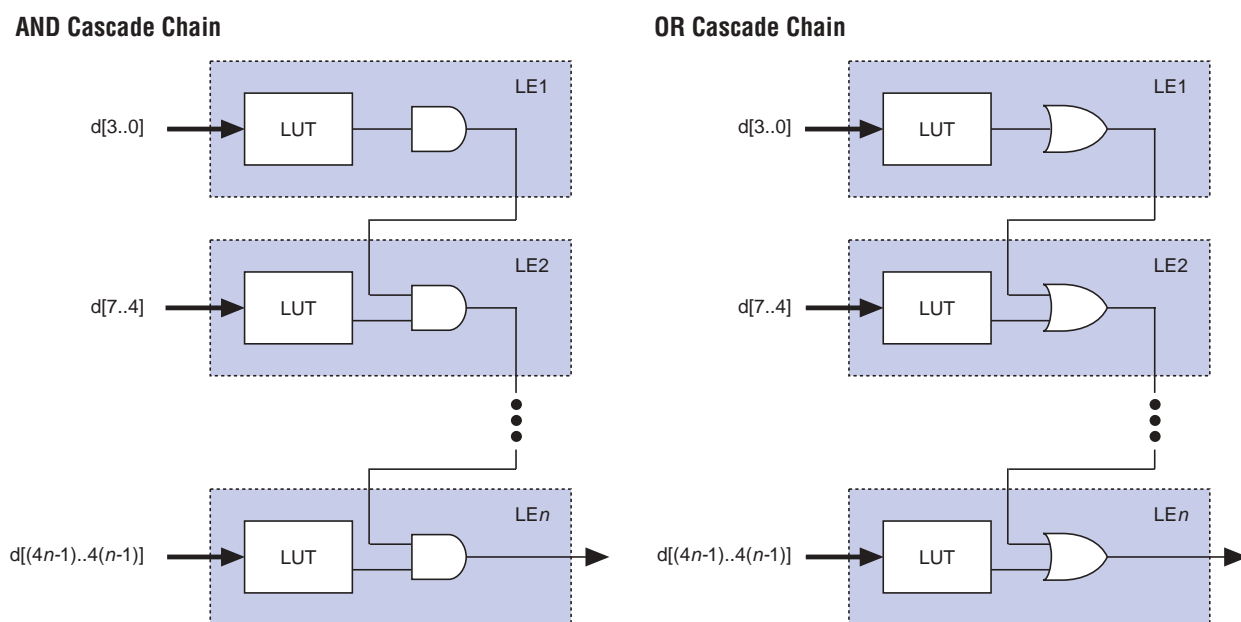 AND Cascade Chain
LE1
d[3..0]
LUT
LE2
d[7..4]
LUT
LEn
d[(4n-1)..4(n-1)]
LUT
OR Cascade Chain
LE1
d[3..0]
LUT
LE2
d[7..4]
LUT
LEn
d[(4n-1)..4(n-1)]
LUT